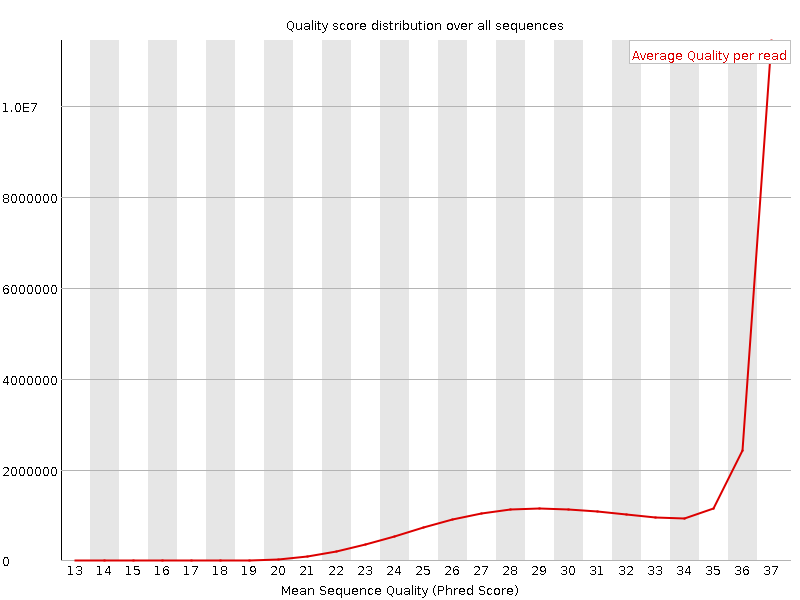 Quality score distribution over all sequences
Average Quality per read
1.0E7
8000000
6000000
4000000
2000000
0
13 14 15 16 17 18 19 20 21 22 23 24 25 26 27 28 29 30 31 32 33 34 35 36 37
Mean Sequence Quality (Phred Score)